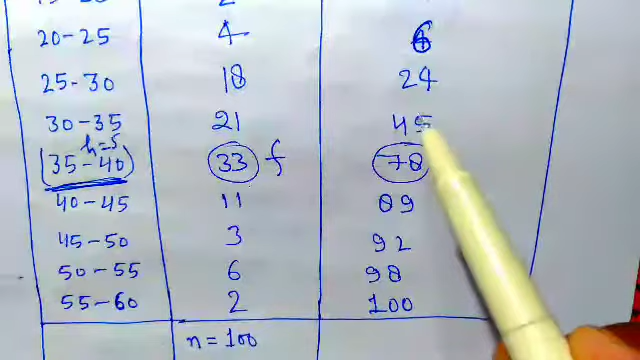 20-25 4 6
25-30 18 24
30-35 21 45
h=5
35-40 33 f 78
40-45 11 89
45-50 3 92
50-55 6 98
55-60 2 100
n=100